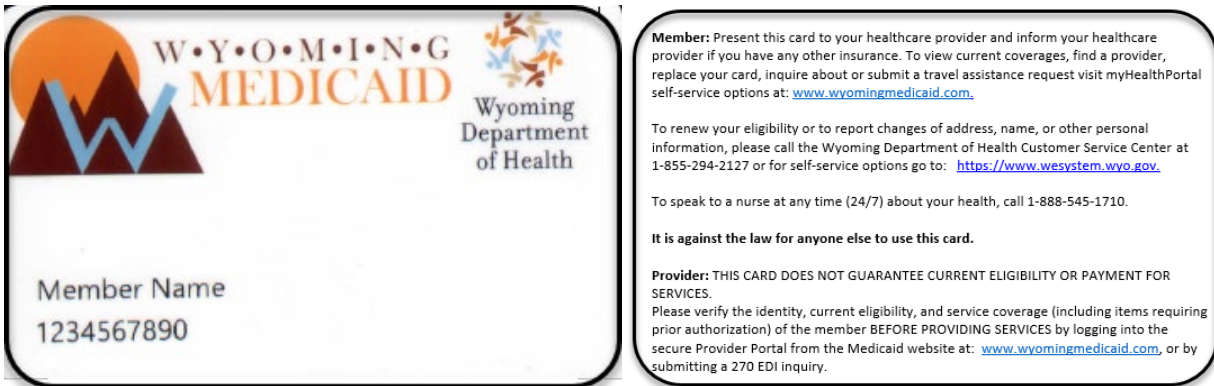 W•Y•O•M•I•N•G
MEDICAID
Wyoming
Department
of Health
Member Name
1234567890
Member: Present this card to your healthcare provider and inform your healthcare
provider if you have any other insurance. To view current coverages, find a provider,
replace your card, inquire about or submit a travel assistance request visit myHealthPortal
self-service options at: www.wyomingmedicaid.com.
To renew your eligibility or to report changes of address, name, or other personal
information, please call the Wyoming Department of Health Customer Service Center at
1-855-294-2127 or for self-service options go to: https://www.wesystem.wyo.gov.
To speak to a nurse at any time (24/7) about your health, call 1-888-545-1710.
It is against the law for anyone else to use this card.
Provider: THIS CARD DOES NOT GUARANTEE CURRENT ELIGIBILITY OR PAYMENT FOR
SERVICES.
Please verify the identity, current eligibility, and service coverage (including items requiring
prior authorization) of the member BEFORE PROVIDING SERVICES by logging into the
secure Provider Portal from the Medicaid website at: www.wyomingmedicaid.com, or by
submitting a 270 EDI inquiry.